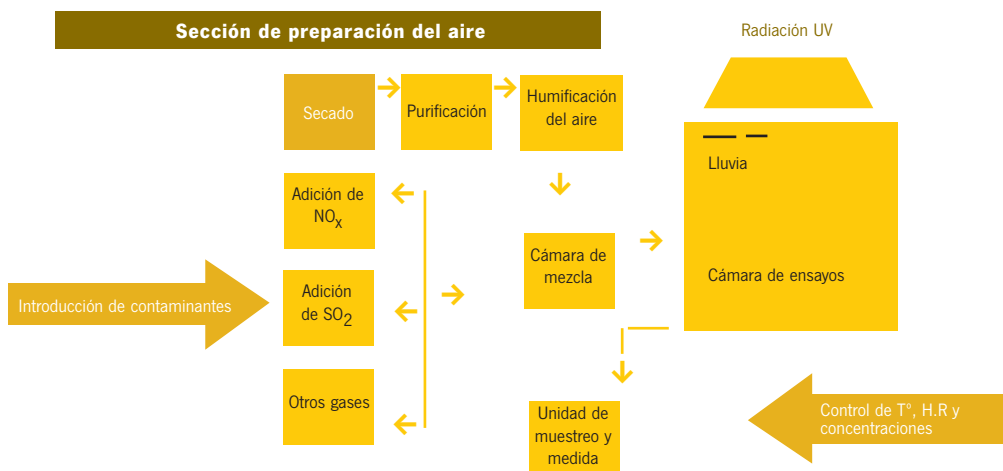 Sección de preparación del aire
Radiación UV
Secado
Purificación
Humificación
del aire
Lluvia
Adición de
NOx
Cámara de
mezcla
Cámara de ensayos
Introducción de contaminantes
Adición
de SO2
Otros gases
Unidad de
muestreo y
medida
Control de Tº, H.R y
concentraciones